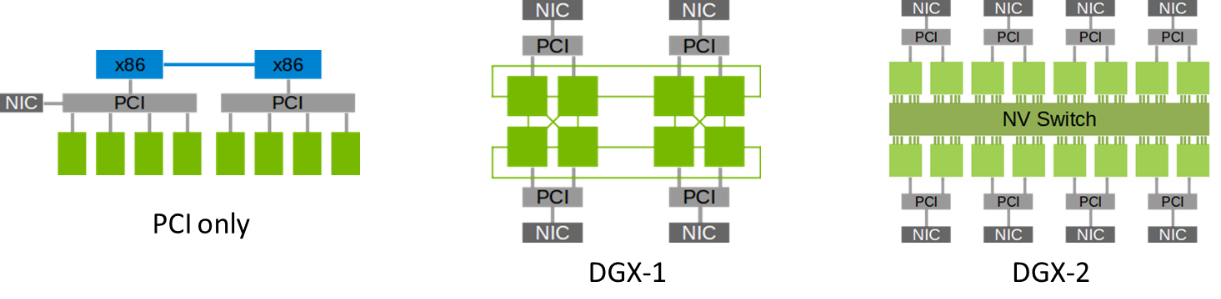 x86 x86
NIC PCI PCI
PCI only
NIC NIC
PCI PCI
PCI PCI
NIC NIC
DGX-1
NIC NIC NIC NIC
PCI PCI PCI PCI
NV Switch
PCI PCI PCI PCI
NIC NIC NIC NIC
DGX-2